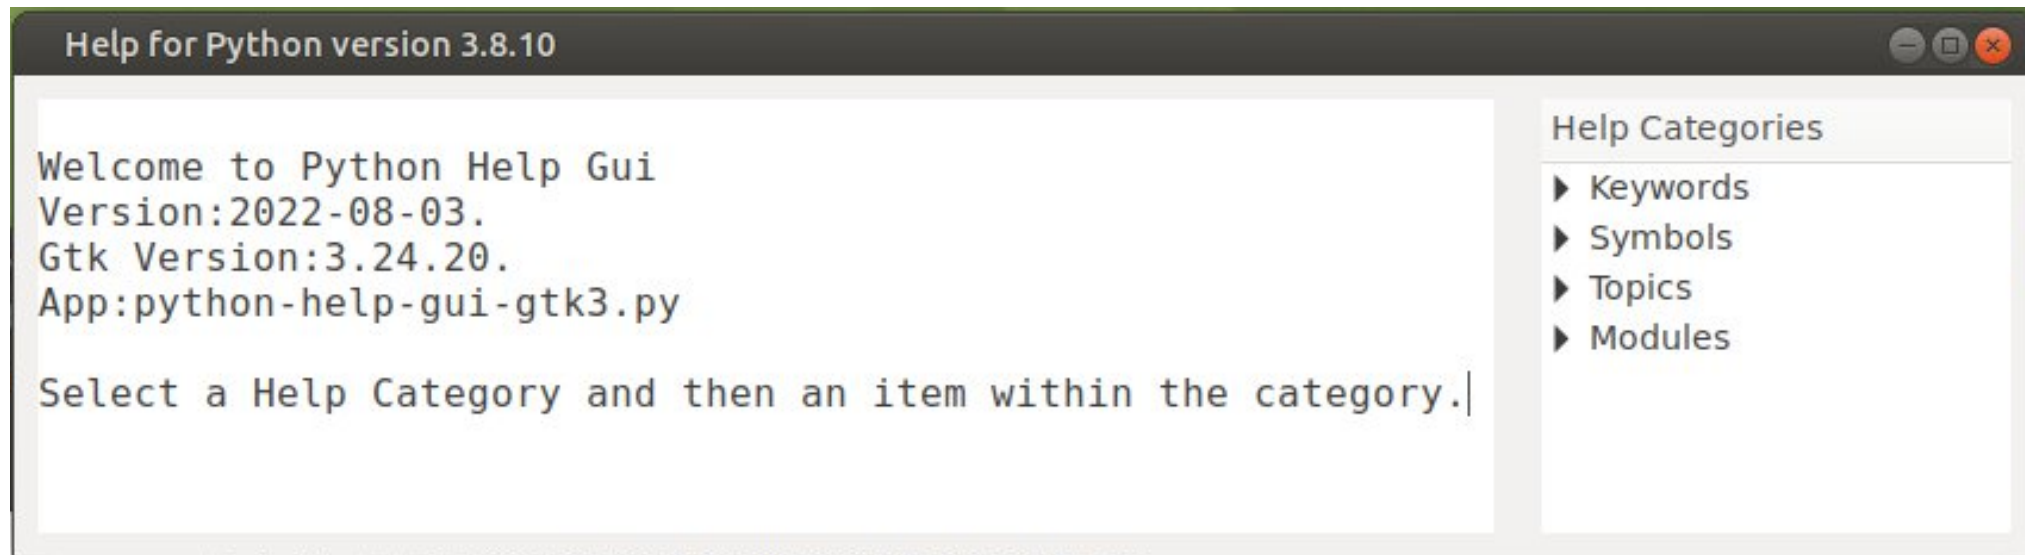 Help for Python version 3.8.10
Welcome to Python Help Gui
Version:2022-08-03.
Gtk Version:3.24.20.
App:python-help-gui-gtk3.py
Select a Help Category and then an item within the category.
Help Categories
Keywords
Symbols
Topics
Modules